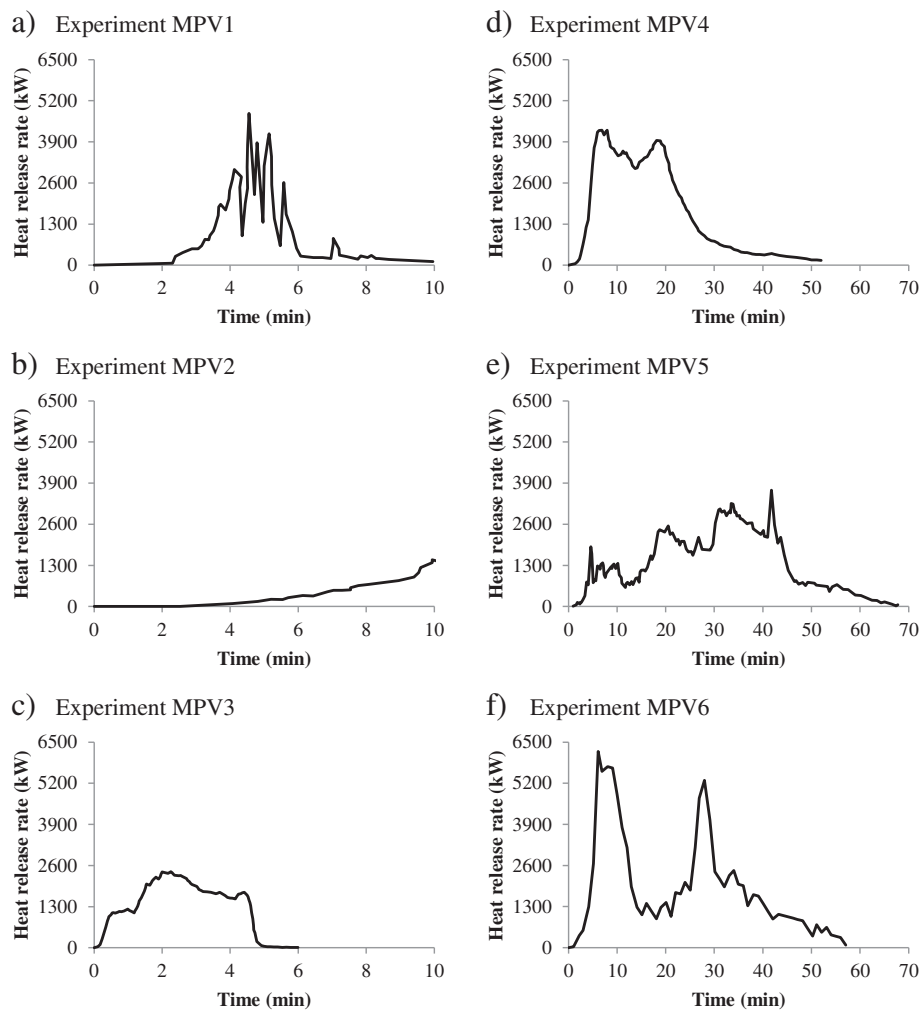 a) Experiment MPV1
Heat release rate (kW)
6500
5200
3900
2600
1300
0
0 2 4 6 8 10
Time (min)
b) Experiment MPV2
Heat release rate (kW)
6500
5200
3900
2600
1300
0
0 2 4 6 8 10
Time (min)
c) Experiment MPV3
Heat release rate (kW)
6500
5200
3900
2600
1300
0
0 2 4 6 8 10
Time (min)
d) Experiment MPV4
Heat release rate (kW)
6500
5200
3900
2600
1300
0
0 10 20 30 40 50 60 70
Time (min)
e) Experiment MPV5
Heat release rate (kW)
6500
5200
3900
2600
1300
0
0 10 20 30 40 50 60 70
Time (min)
f) Experiment MPV6
Heat release rate (kW)
6500
5200
3900
2600
1300
0
0 10 20 30 40 50 60 70
Time (min)